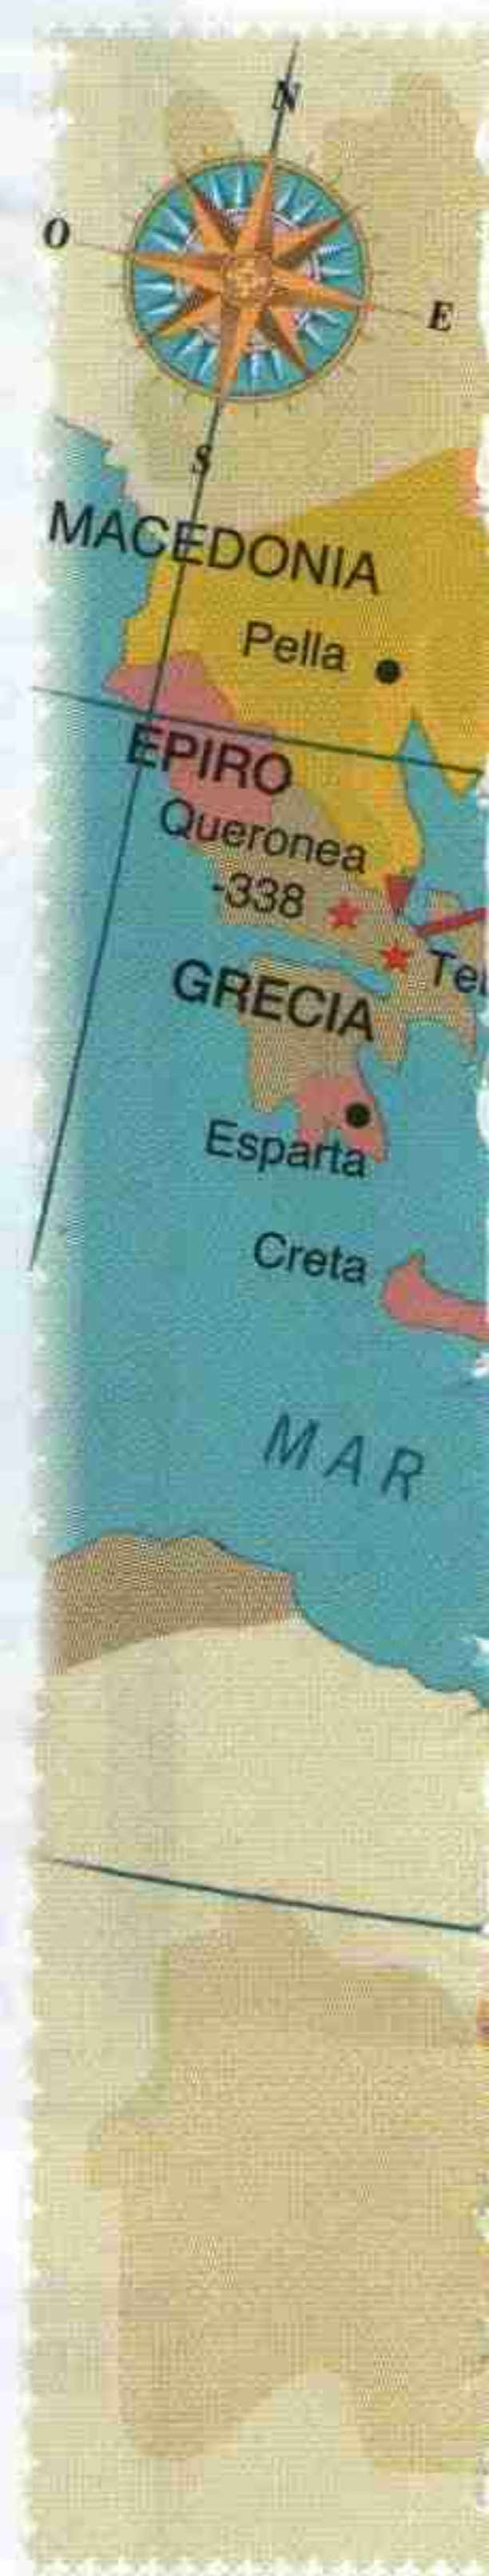 N
O
E
S
MACEDONIA
Pella
EPIRO
Queronea
-338
GRECIA
Esparta
Creta
MAR